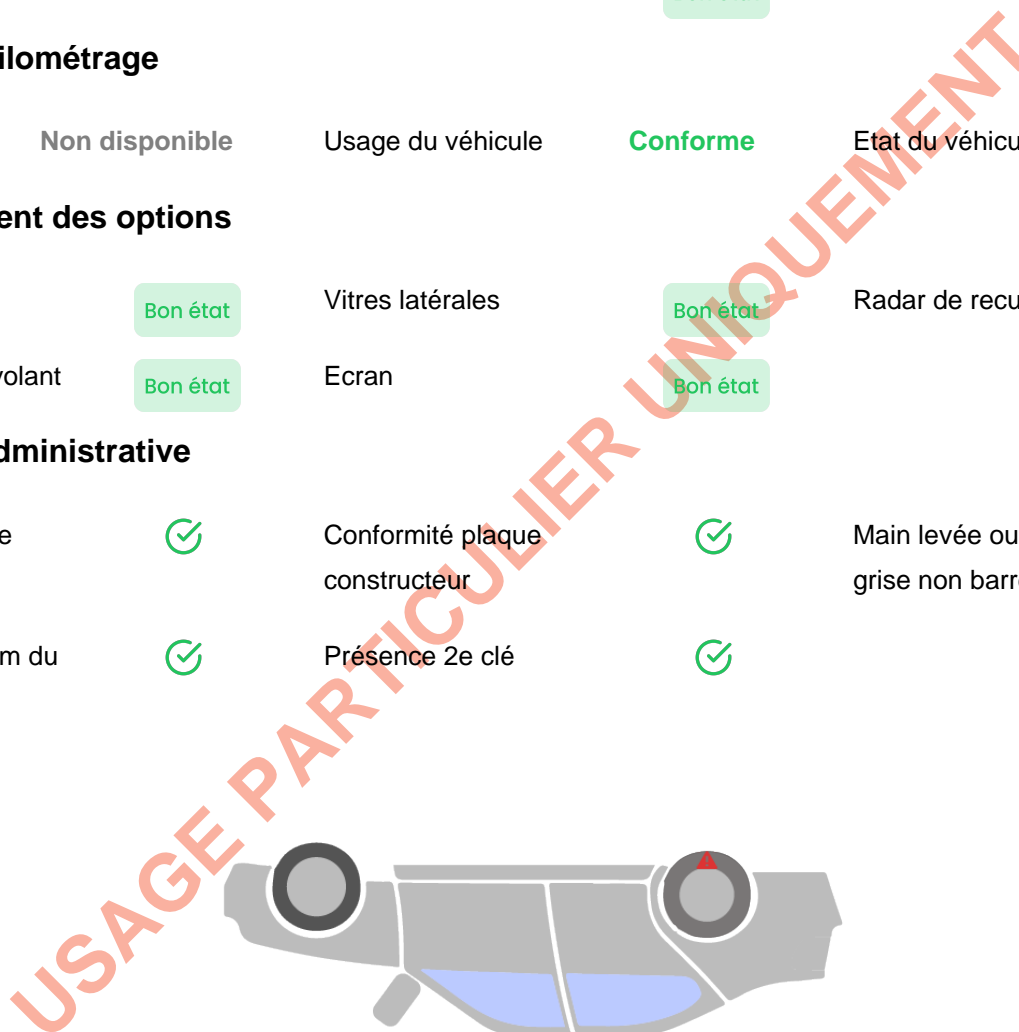 ilométrage
Non disponible Usage du véhicule Conforme Etat du véhicu
ent des options
Bon état Vitres latérales Bon état Radar de recu
volant Bon état Ecran Bon état
dministrative
e Conformité plaque Main levée ou
constructeur grise non barr
m du Présence 2e clé
USAGE PARTICULIER UNIQUEMENT